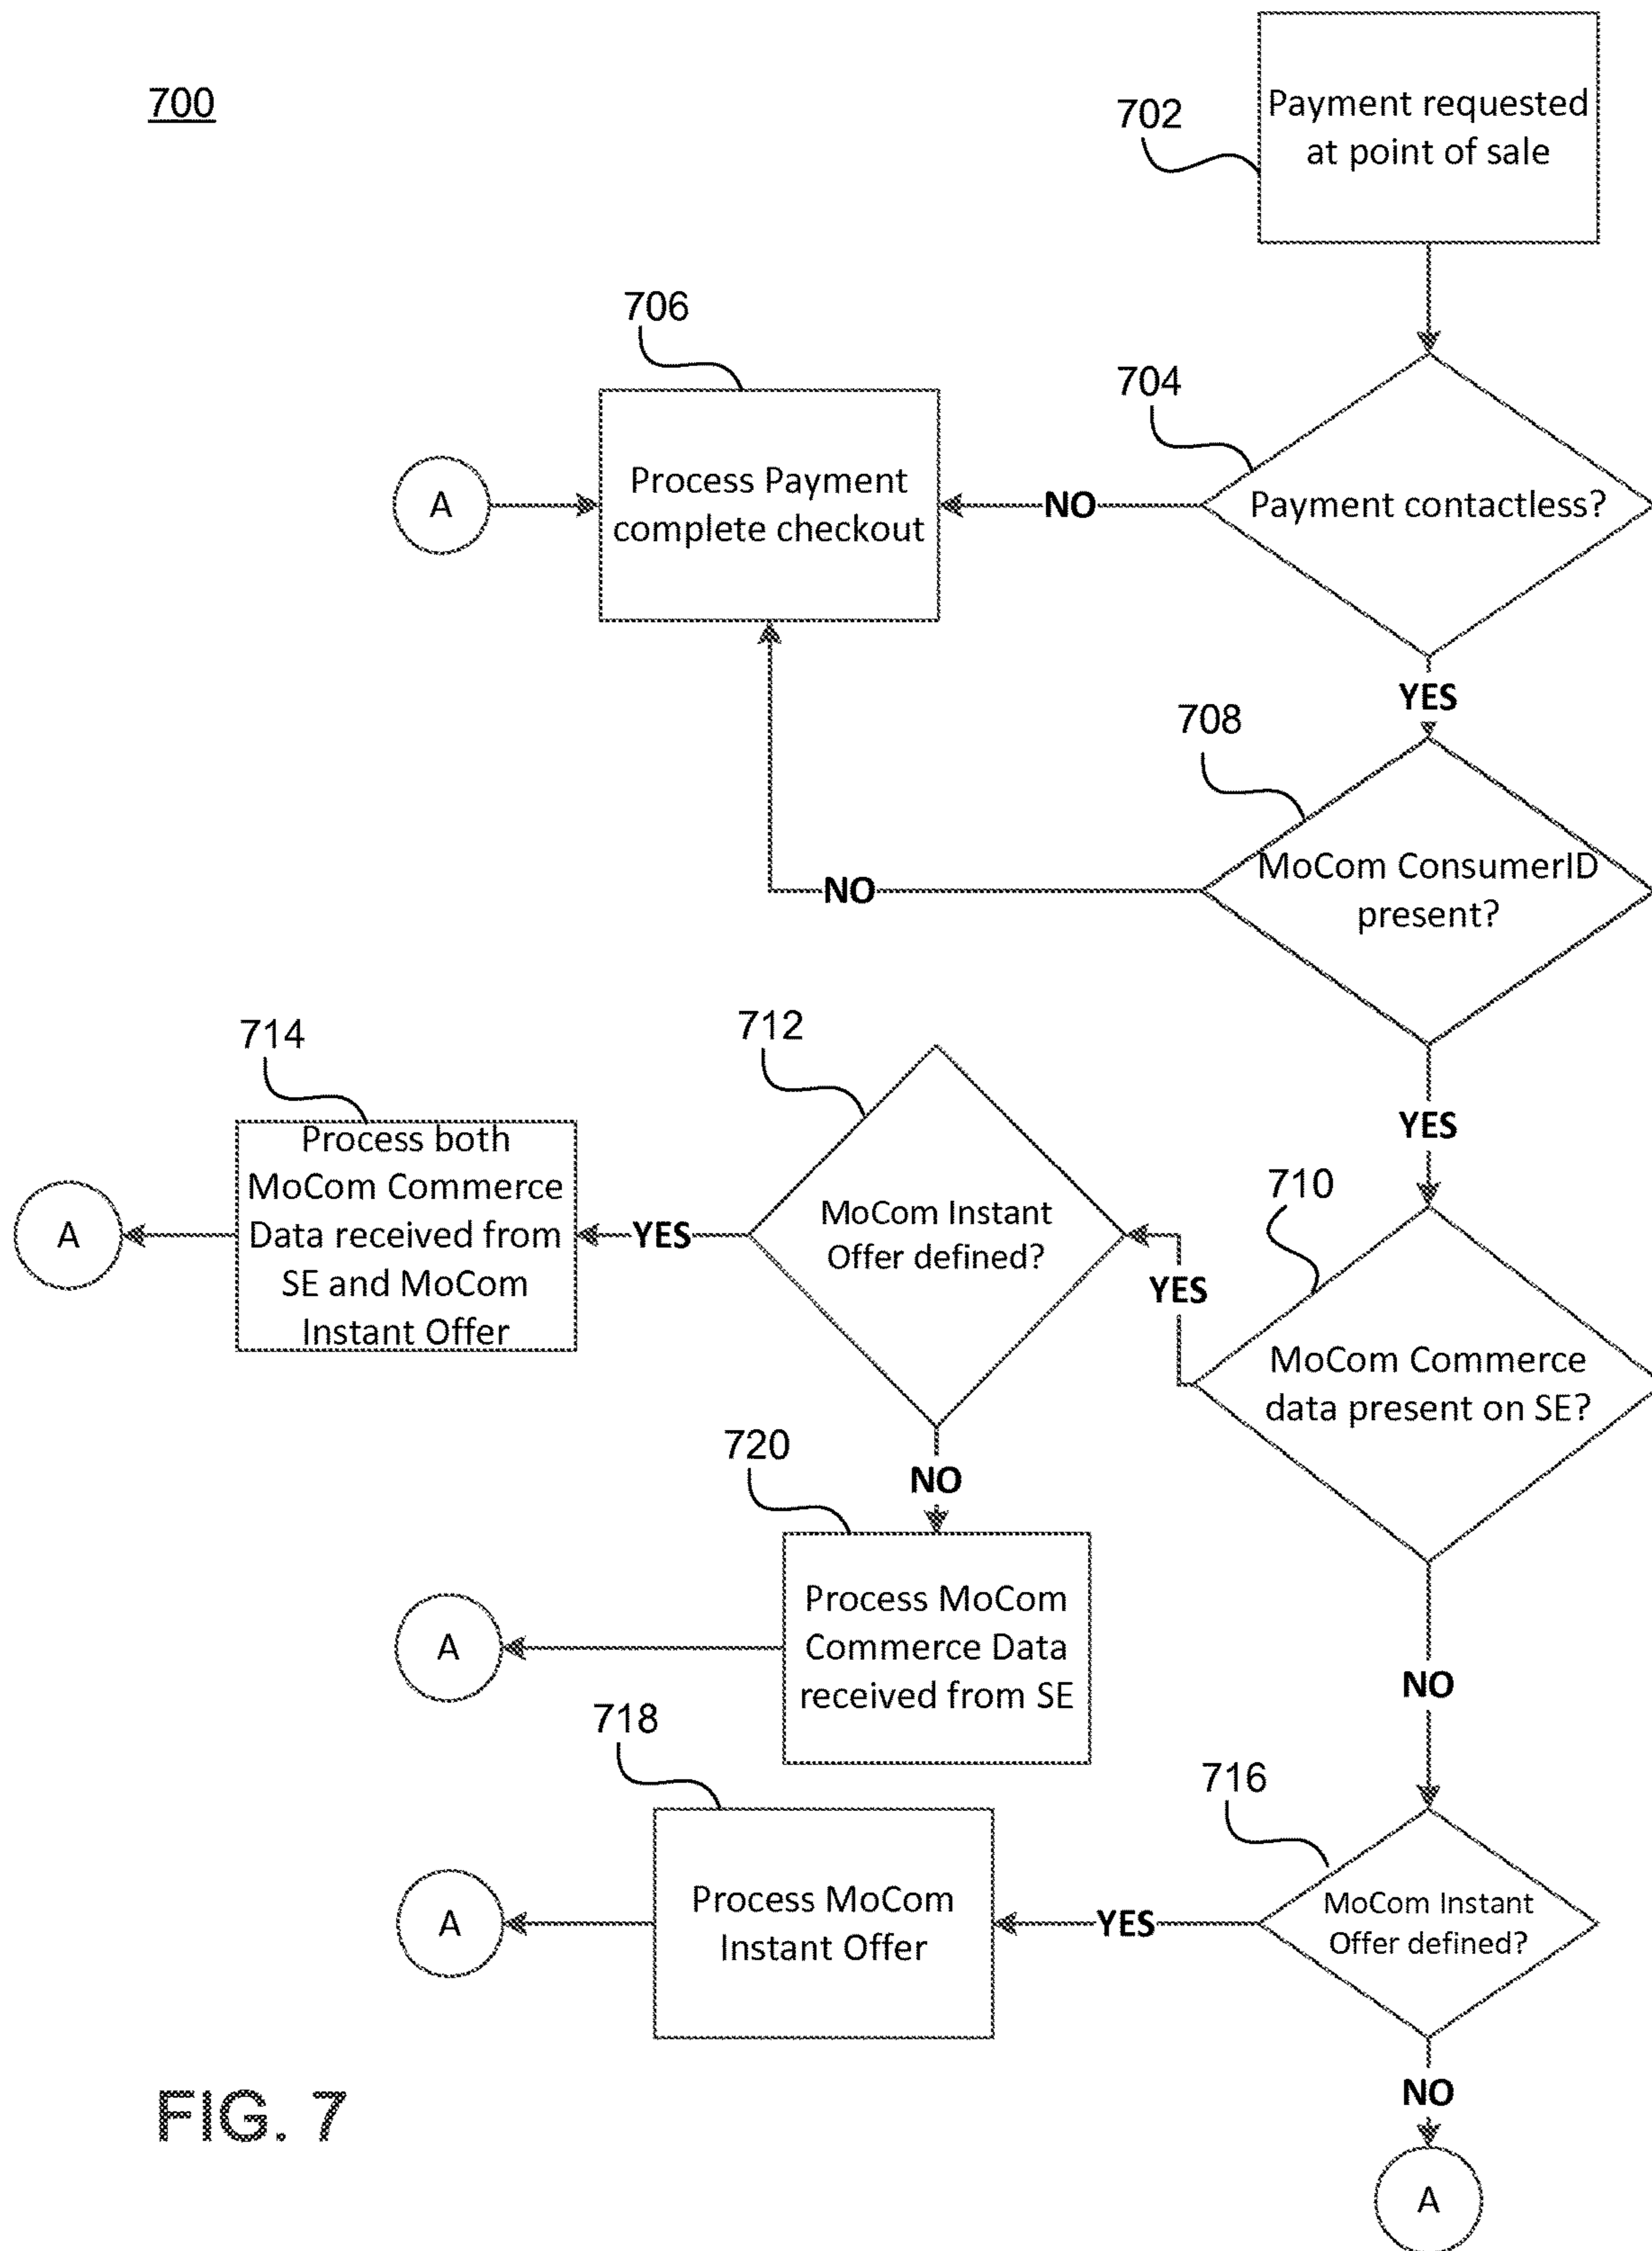 700
702
Payment requested
at point of sale
706
704
A
Process Payment
complete checkout
NO
Payment contactless?
YES
708
MoCom ConsumerID
present?
NO
714
712
YES
710
Process both
MoCom Commerce
Data received from
SE and MoCom
Instant Offer
A
YES
MoCom Instant
Offer defined?
YES
MoCom Commerce
data present on SE?
720
NO
Process MoCom
Commerce Data
received from SE
A
NO
718
716
Process MoCom
Instant Offer
A
YES
MoCom Instant
Offer defined?
NO
A
FIG. 7